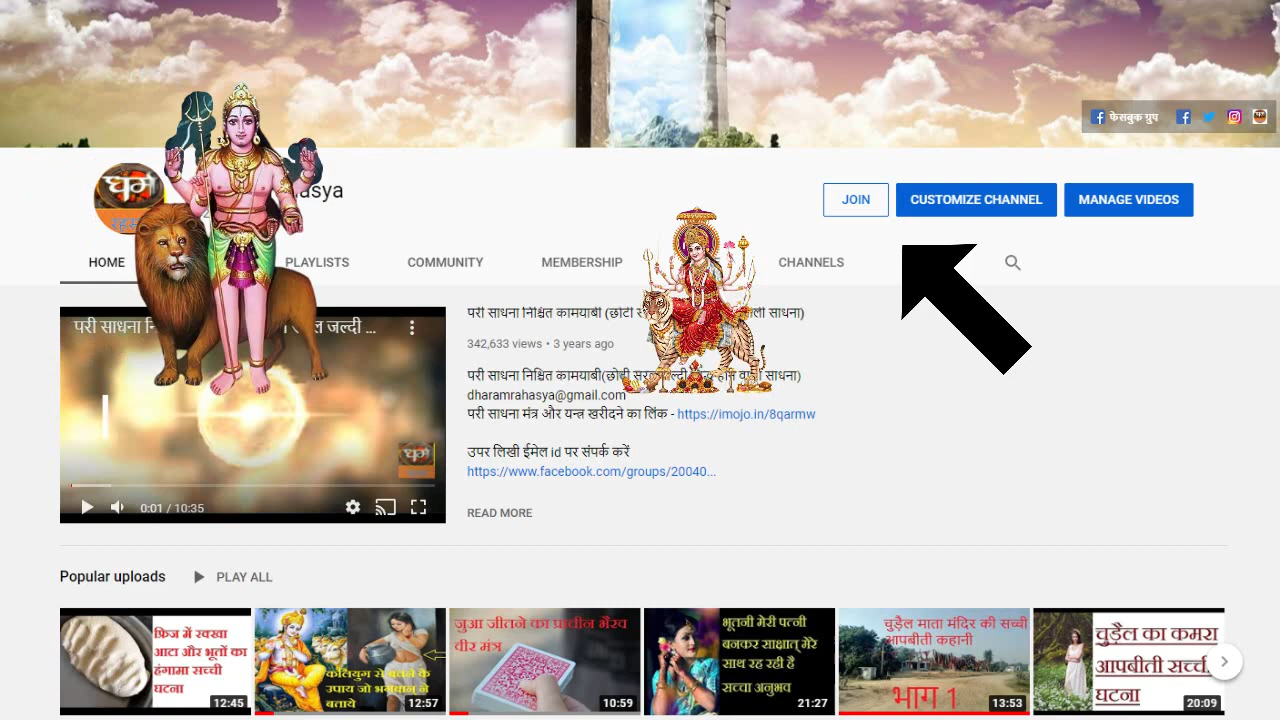 फेसबुक ग्रुप
धर्म
JOIN
CUSTOMIZE CHANNEL
MANAGE VIDEOS
HOME
PLAYLISTS
COMMUNITY
MEMBERSHIP
CHANNELS
परी साधना
जल्दी ...
धर्म
0:01 / 10:35
परी साधना निश्चित कामयाबी (छोटी
साधना)
342,633 views • 3 years ago
परी साधना निश्चित कामयाबी(छोटी
साधना)
dharamrahasya@gmail.com
परी साधना मंत्र और यन्त्र खरीदने का लिंक - https://imojo.in/8qarmw
उपर लिखी ईमेल id पर संपर्क करें
https://www.facebook.com/groups/20040...
READ MORE
Popular uploads
PLAY ALL
फ्रिज में रक्खा
आटा और भूतों का
हंगामा सच्ची
घटना
12:45
कलियुग से बचने के
उपाय जो भगवान ने
बताये
12:57
जुआ जीतने का प्राचीन भैरव
वीर मंत्र
10:59
भूतनी मेरी पत्नी
बनकर साक्षात् मेरे
साथ रह रही है
सच्चा अनुभव
21:27
चुड़ैल माता मंदिर की सच्ची
आपबीती कहानी
भाग 1
13:53
चुड़ैल का कमरा
आपबीती सच्ची
घटना
20:09